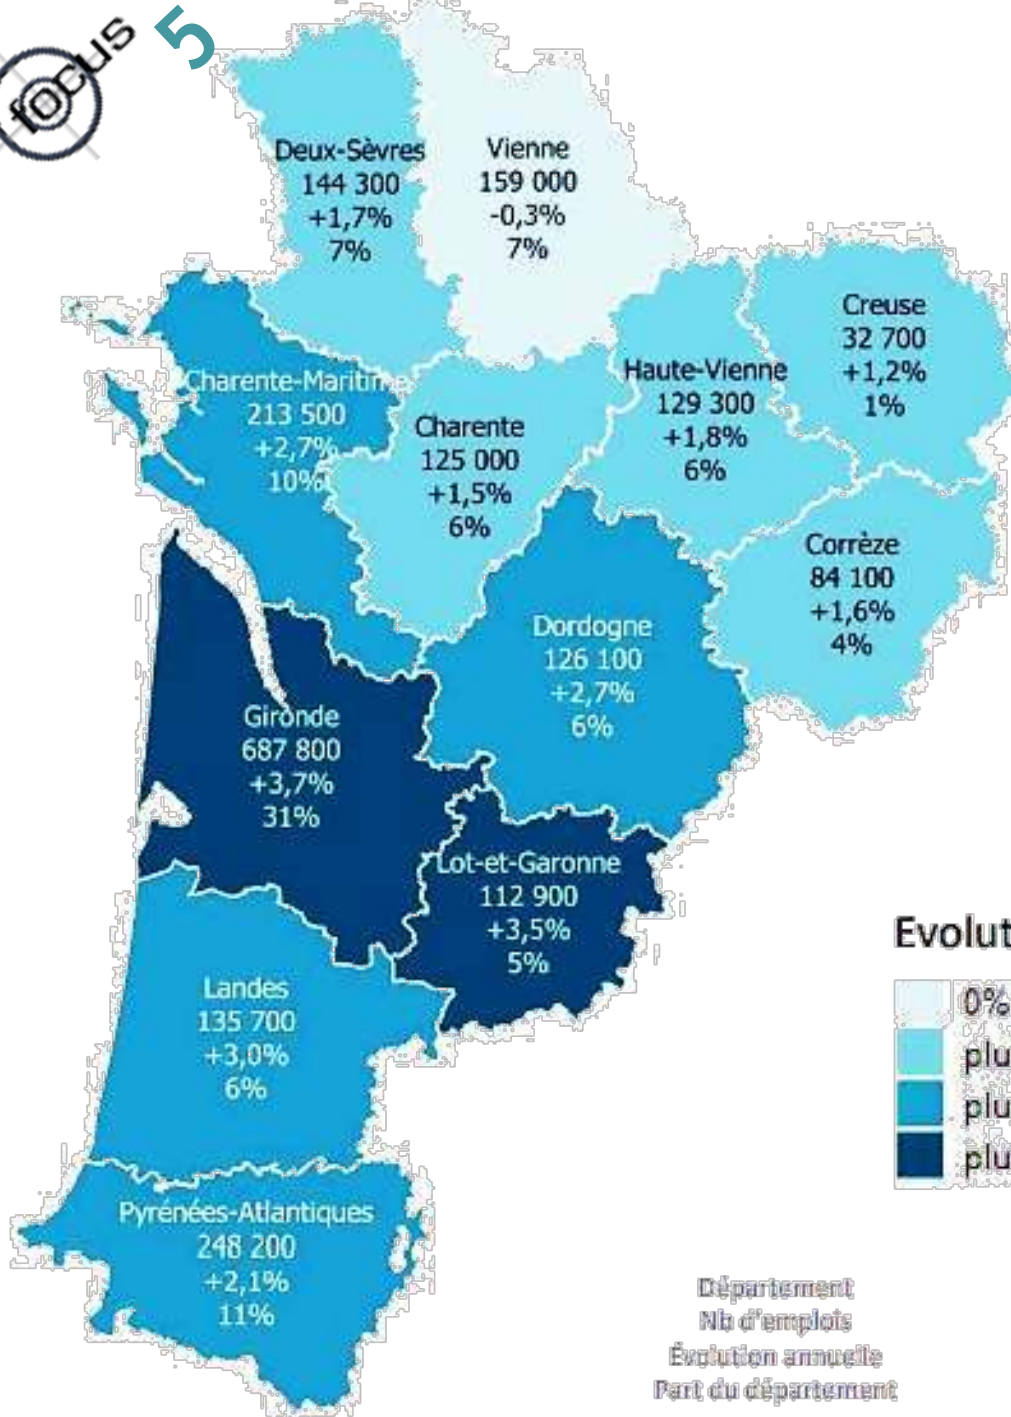 focus
5
Deux-Sèvres
144 300
+1,7%
7%
Vienne
159 000
-0,3%
7%
Creuse
32 700
+1,2%
1%
Haute-Vienne
129 300
+1,8%
6%
Charente-Maritime
213 500
+2,7%
10%
Charente
125 000
+1,5%
6%
Corrèze
84 100
+1,6%
4%
Dordogne
126 100
+2,7%
6%
Gironde
687 800
+3,7%
31%
Lot-et-Garonne
112 900
+3,5%
5%
Landes
135 700
+3,0%
6%
Pyrénées-Atlantiques
248 200
+2,1%
11%
Evolut
0%
plu
plu
plu
Département
Nb d'emplois
Évolution annuelle
Part du département